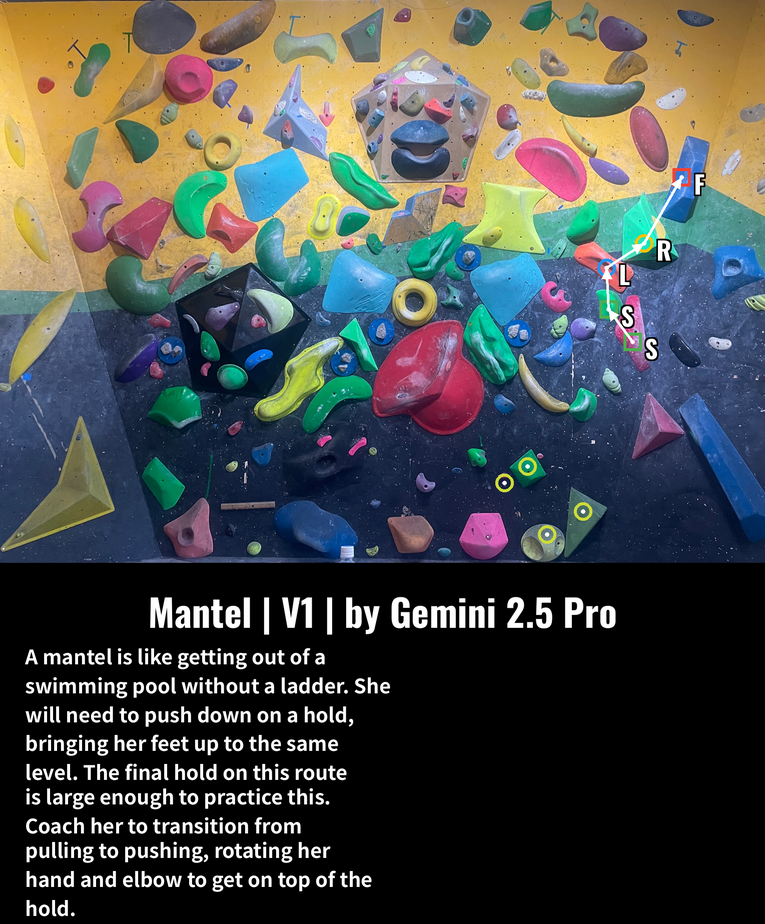 F
R
L
S
S
Mantel | V1 | by Gemini 2.5 Pro
A mantel is like getting out of a
swimming pool without a ladder. She
will need to push down on a hold,
bringing her feet up to the same
level. The final hold on this route
is large enough to practice this.
Coach her to transition from
pulling to pushing, rotating her
hand and elbow to get on top of the
hold.